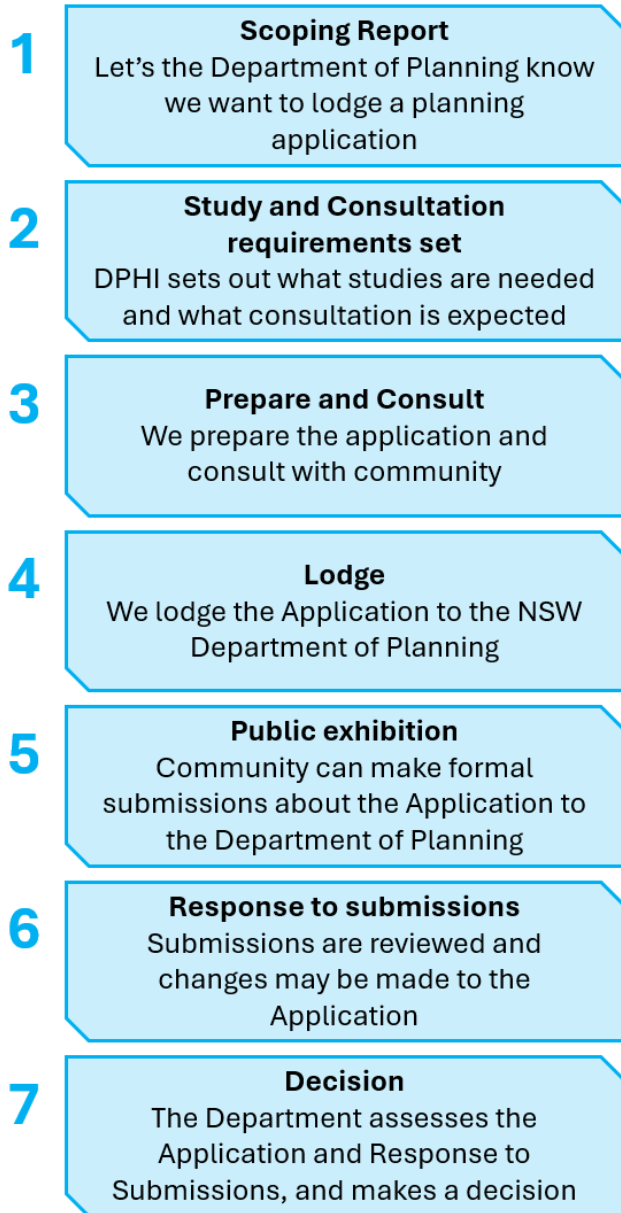 1
Scoping Report
Let's the Department of Planning know
we want to lodge a planning
application
2
Study and Consultation
requirements set
DPHI sets out what studies are needed
and what consultation is expected
3
Prepare and Consult
We prepare the application and
consult with community
4
Lodge
We lodge the Application to the NSW
Department of Planning
5
Public exhibition
Community can make formal
submissions about the Application to
the Department of Planning
6
Response to submissions
Submissions are reviewed and
changes may be made to the
Application
7
Decision
The Department assesses the
Application and Response to
Submissions, and makes a decision